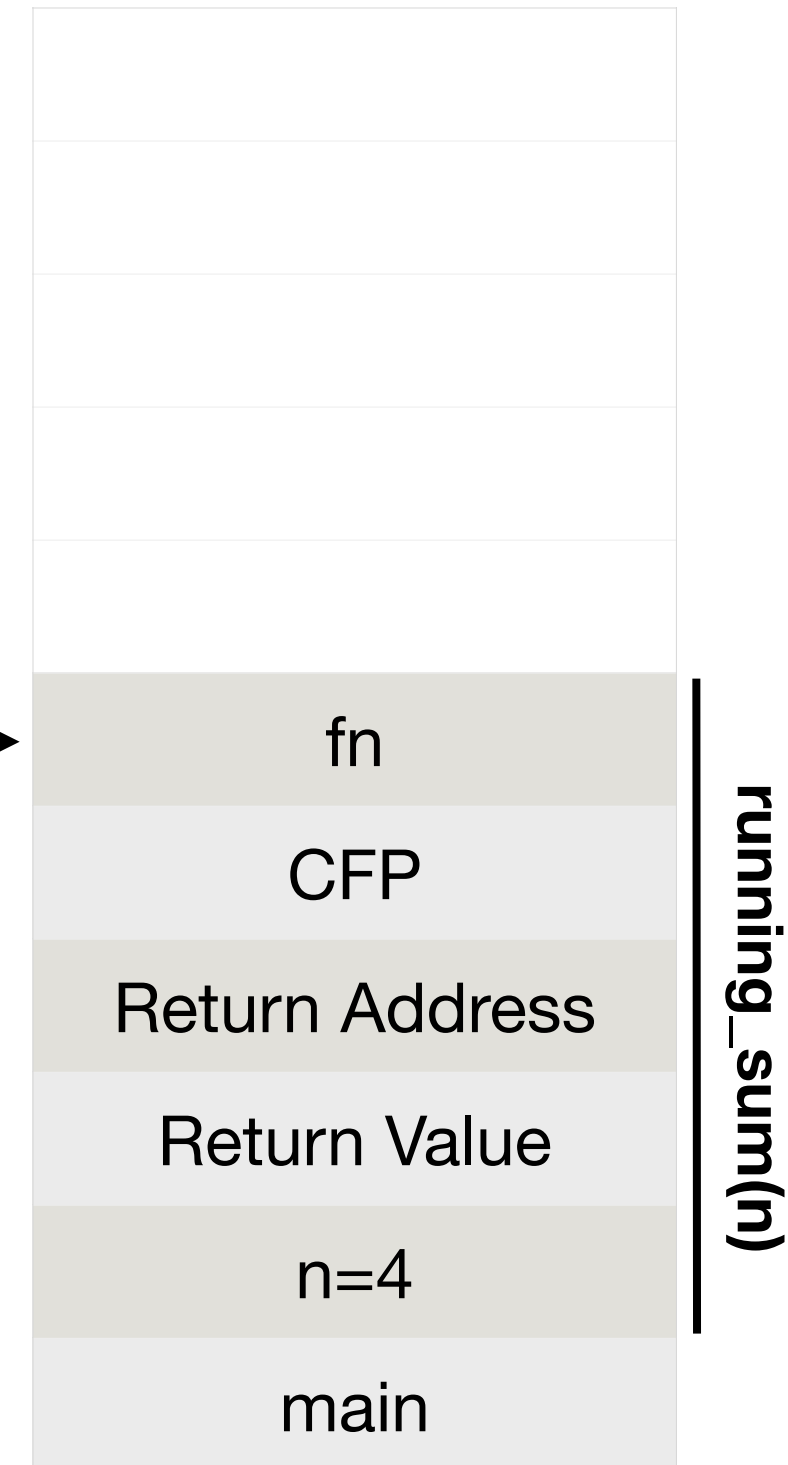 fn
CFP
Return Address
Return Value
n=4
main
running_sum(n)